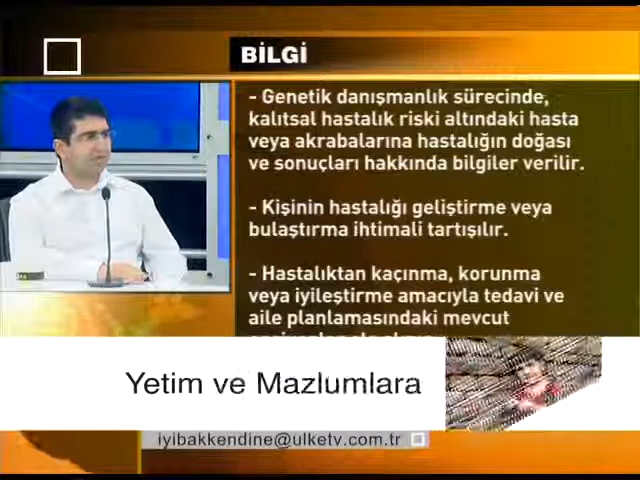 BİLGİ
- Genetik danışmanlık sürecinde,
kalıtsal hastalık riski altındaki hasta
veya akrabalarına hastalığın doğası
ve sonuçları hakkında bilgiler verilir.
- Kişinin hastalığı geliştirme veya
bulaştırma ihtimali tartışılır.
- Hastalıktan kaçınma, korunma
veya iyileştirme amacıyla tedavi ve
aile planlamasındaki mevcut
Yetim ve Mazlumlara
iyibakkendine@ulketv.com.tr